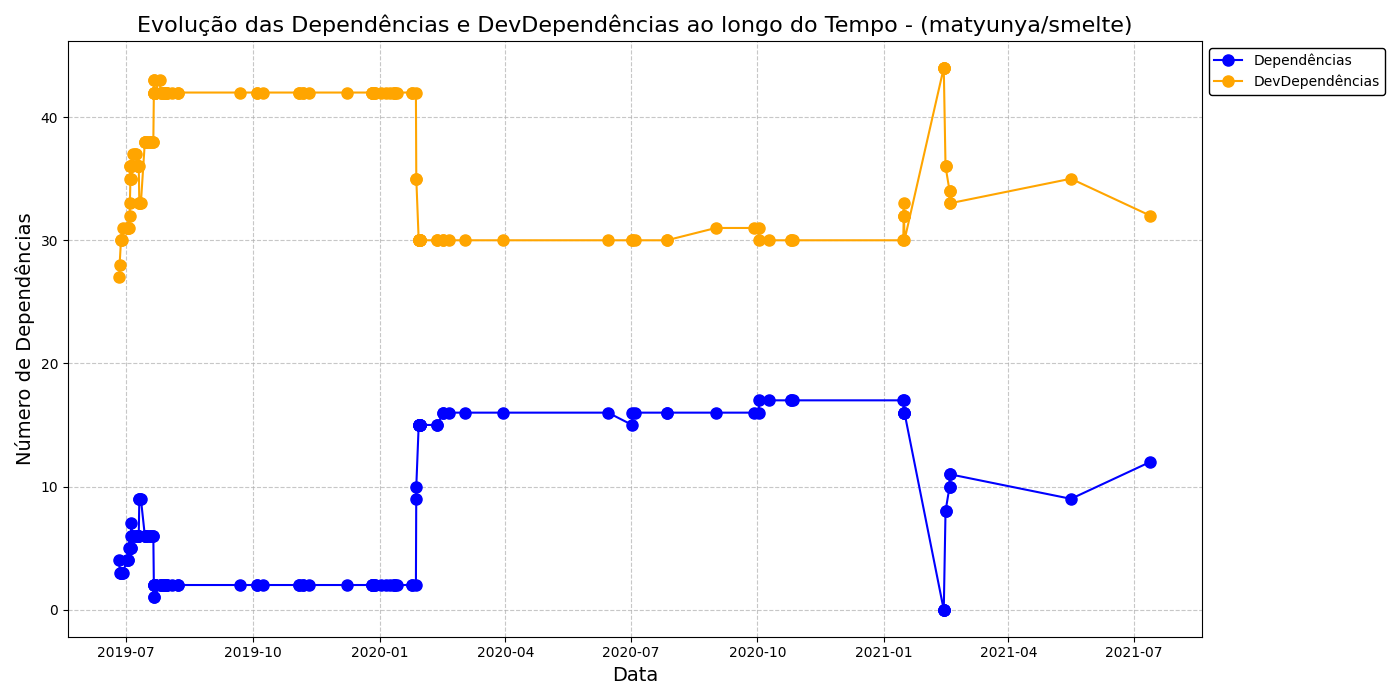 Evolução das Dependências e DevDependências ao longo do Tempo - (matyunya/smelte)
Dependências
DevDependências
Número de Dependências
40
30
20
10
0
2019-07
2019-10
2020-01
2020-04
2020-07
2020-10
2021-01
2021-04
2021-07
Data